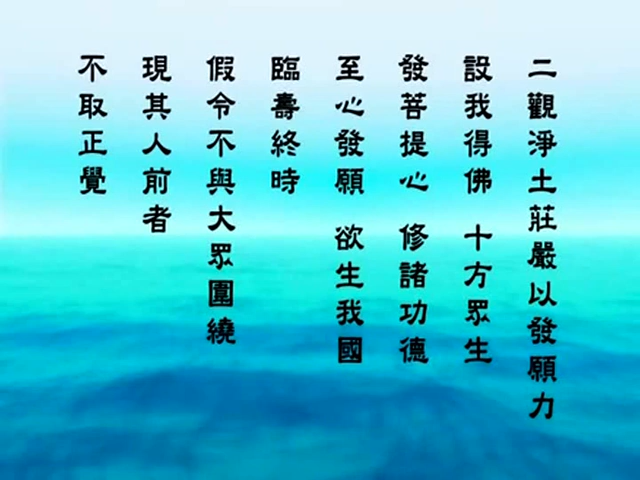 二觀淨土莊嚴以發願力
設我得佛 十方眾生
發菩提心 修諸功德
至心發願 欲生我國
臨壽終時
假令不與大眾圍繞
現其人前者
不取正覺